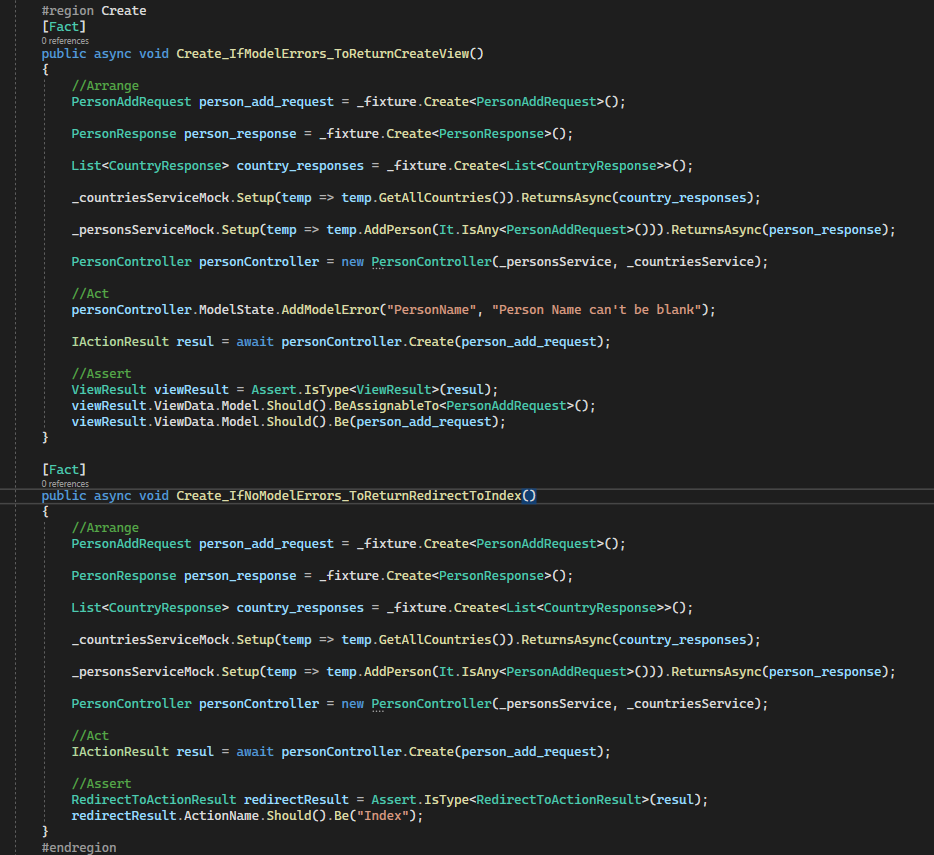 #region Create
[Fact]
0 references
public async void Create_IfModelErrors_ToReturnCreateView()
{
//Arrange
PersonAddRequest person_add_request = _fixture.Create<PersonAddRequest>();
PersonResponse person_response = _fixture.Create<PersonResponse>();
List<CountryResponse> country_responses = _fixture.Create<List<CountryResponse>>();
_countriesServiceMock.Setup(temp => temp.GetAllCountries()).ReturnsAsync(country_responses);
_personsServiceMock.Setup(temp => temp.AddPerson(It.IsAny<PersonAddRequest>())).ReturnsAsync(person_response);
PersonController personController = new PersonController(_personsService, _countriesService);
//Act
personController.ModelState.AddModelError("PersonName", "Person Name can't be blank");
IActionResult resul = await personController.Create(person_add_request);
//Assert
ViewResult viewResult = Assert.IsType<ViewResult>(resul);
viewResult.ViewData.Model.Should().BeAssignableTo<PersonAddRequest>();
viewResult.ViewData.Model.Should().Be(person_add_request);
}
[Fact]
0 references
public async void Create_IfNoModelErrors_ToReturnRedirectToIndex()
{
//Arrange
PersonAddRequest person_add_request = _fixture.Create<PersonAddRequest>();
PersonResponse person_response = _fixture.Create<PersonResponse>();
List<CountryResponse> country_responses = _fixture.Create<List<CountryResponse>>();
_countriesServiceMock.Setup(temp => temp.GetAllCountries()).ReturnsAsync(country_responses);
_personsServiceMock.Setup(temp => temp.AddPerson(It.IsAny<PersonAddRequest>())).ReturnsAsync(person_response);
PersonController personController = new PersonController(_personsService, _countriesService);
//Act
IActionResult resul = await personController.Create(person_add_request);
//Assert
RedirectToActionResult redirectResult = Assert.IsType<RedirectToActionResult>(resul);
redirectResult.ActionName.Should().Be("Index");
}
#endregion